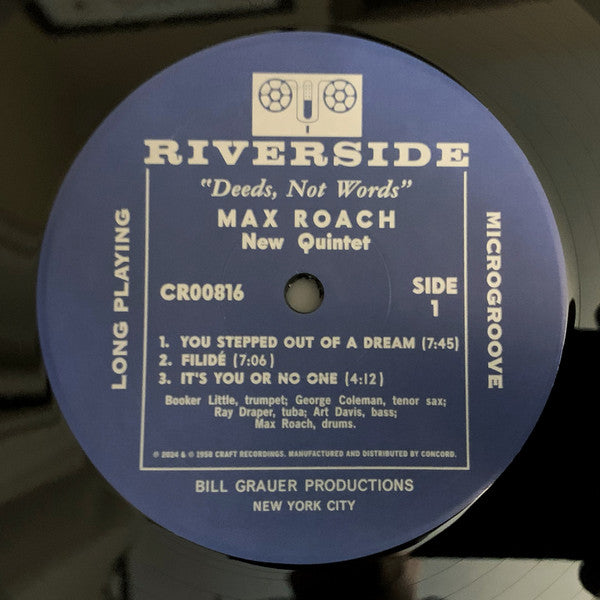 RIVERSIDE
"Deeds, Not Words"
MAX ROACH
New Quintet
LONG PLAYING
MICROGROOVE
CR00816
SIDE
1
1. YOU STEPPED OUT OF A DREAM (7:45)
2. FILIDÉ (7:06)
3. IT'S YOU OR NO ONE (4:12)
Booker Little, trumpet; George Coleman, tenor sax;
Ray Draper, tuba; Art Davis, bass;
Max Roach, drums.
℗ 2024 & © 1958 CRAFT RECORDINGS. MANUFACTURED AND DISTRIBUTED BY CONCORD.
BILL GRAUER PRODUCTIONS
NEW YORK CITY